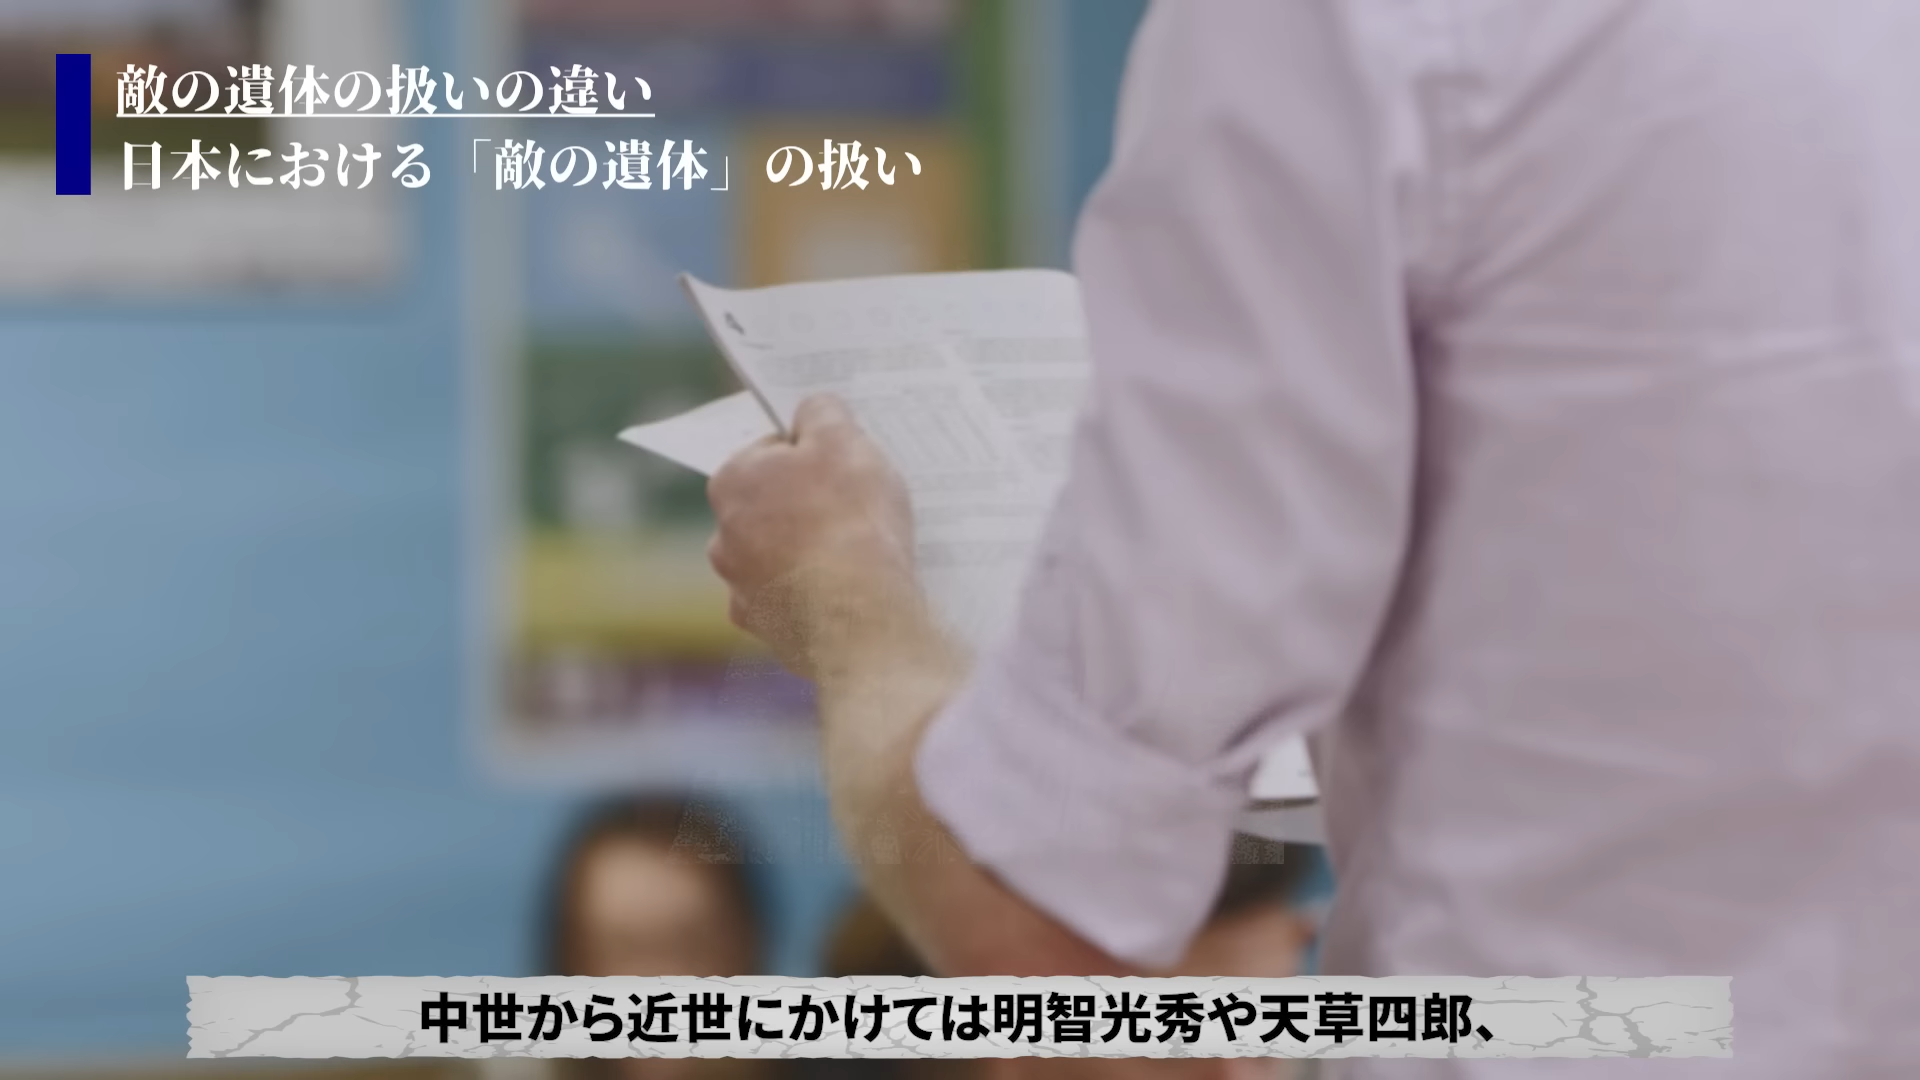 敵の遺体の扱いの違い
日本における「敵の遺体」の扱い
中世から近世にかけては明智光秀や天草四郎、